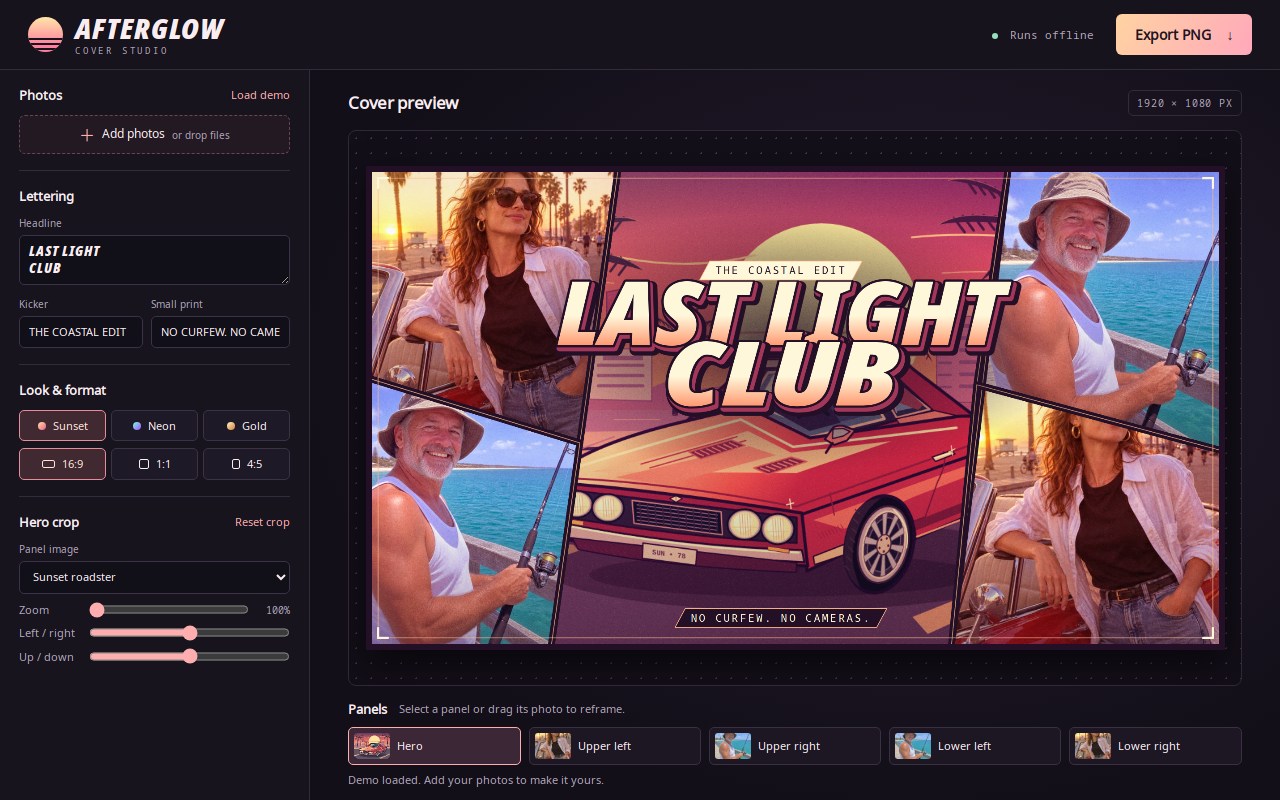 AFTERGLOW
COVER STUDIO
Runs offline
Export PNG ↓
Photos
Load demo
Add photos or drop files
Lettering
Headline
LAST LIGHT
CLUB
Kicker
Small print
THE COASTAL EDIT
NO CURFEW. NO CAME
Look & format
Sunset
Neon
Gold
16:9
1:1
4:5
Hero crop
Reset crop
Panel image
Sunset roadster
Zoom
100%
Left / right
Up / down
Cover preview
1920 × 1080 PX
THE COASTAL EDIT
LAST LIGHT
CLUB
SUN • 78
NO CURFEW. NO CAMERAS.
Panels
Select a panel or drag its photo to reframe.
Hero
Upper left
Upper right
Lower left
Lower right
Demo loaded. Add your photos to make it yours.